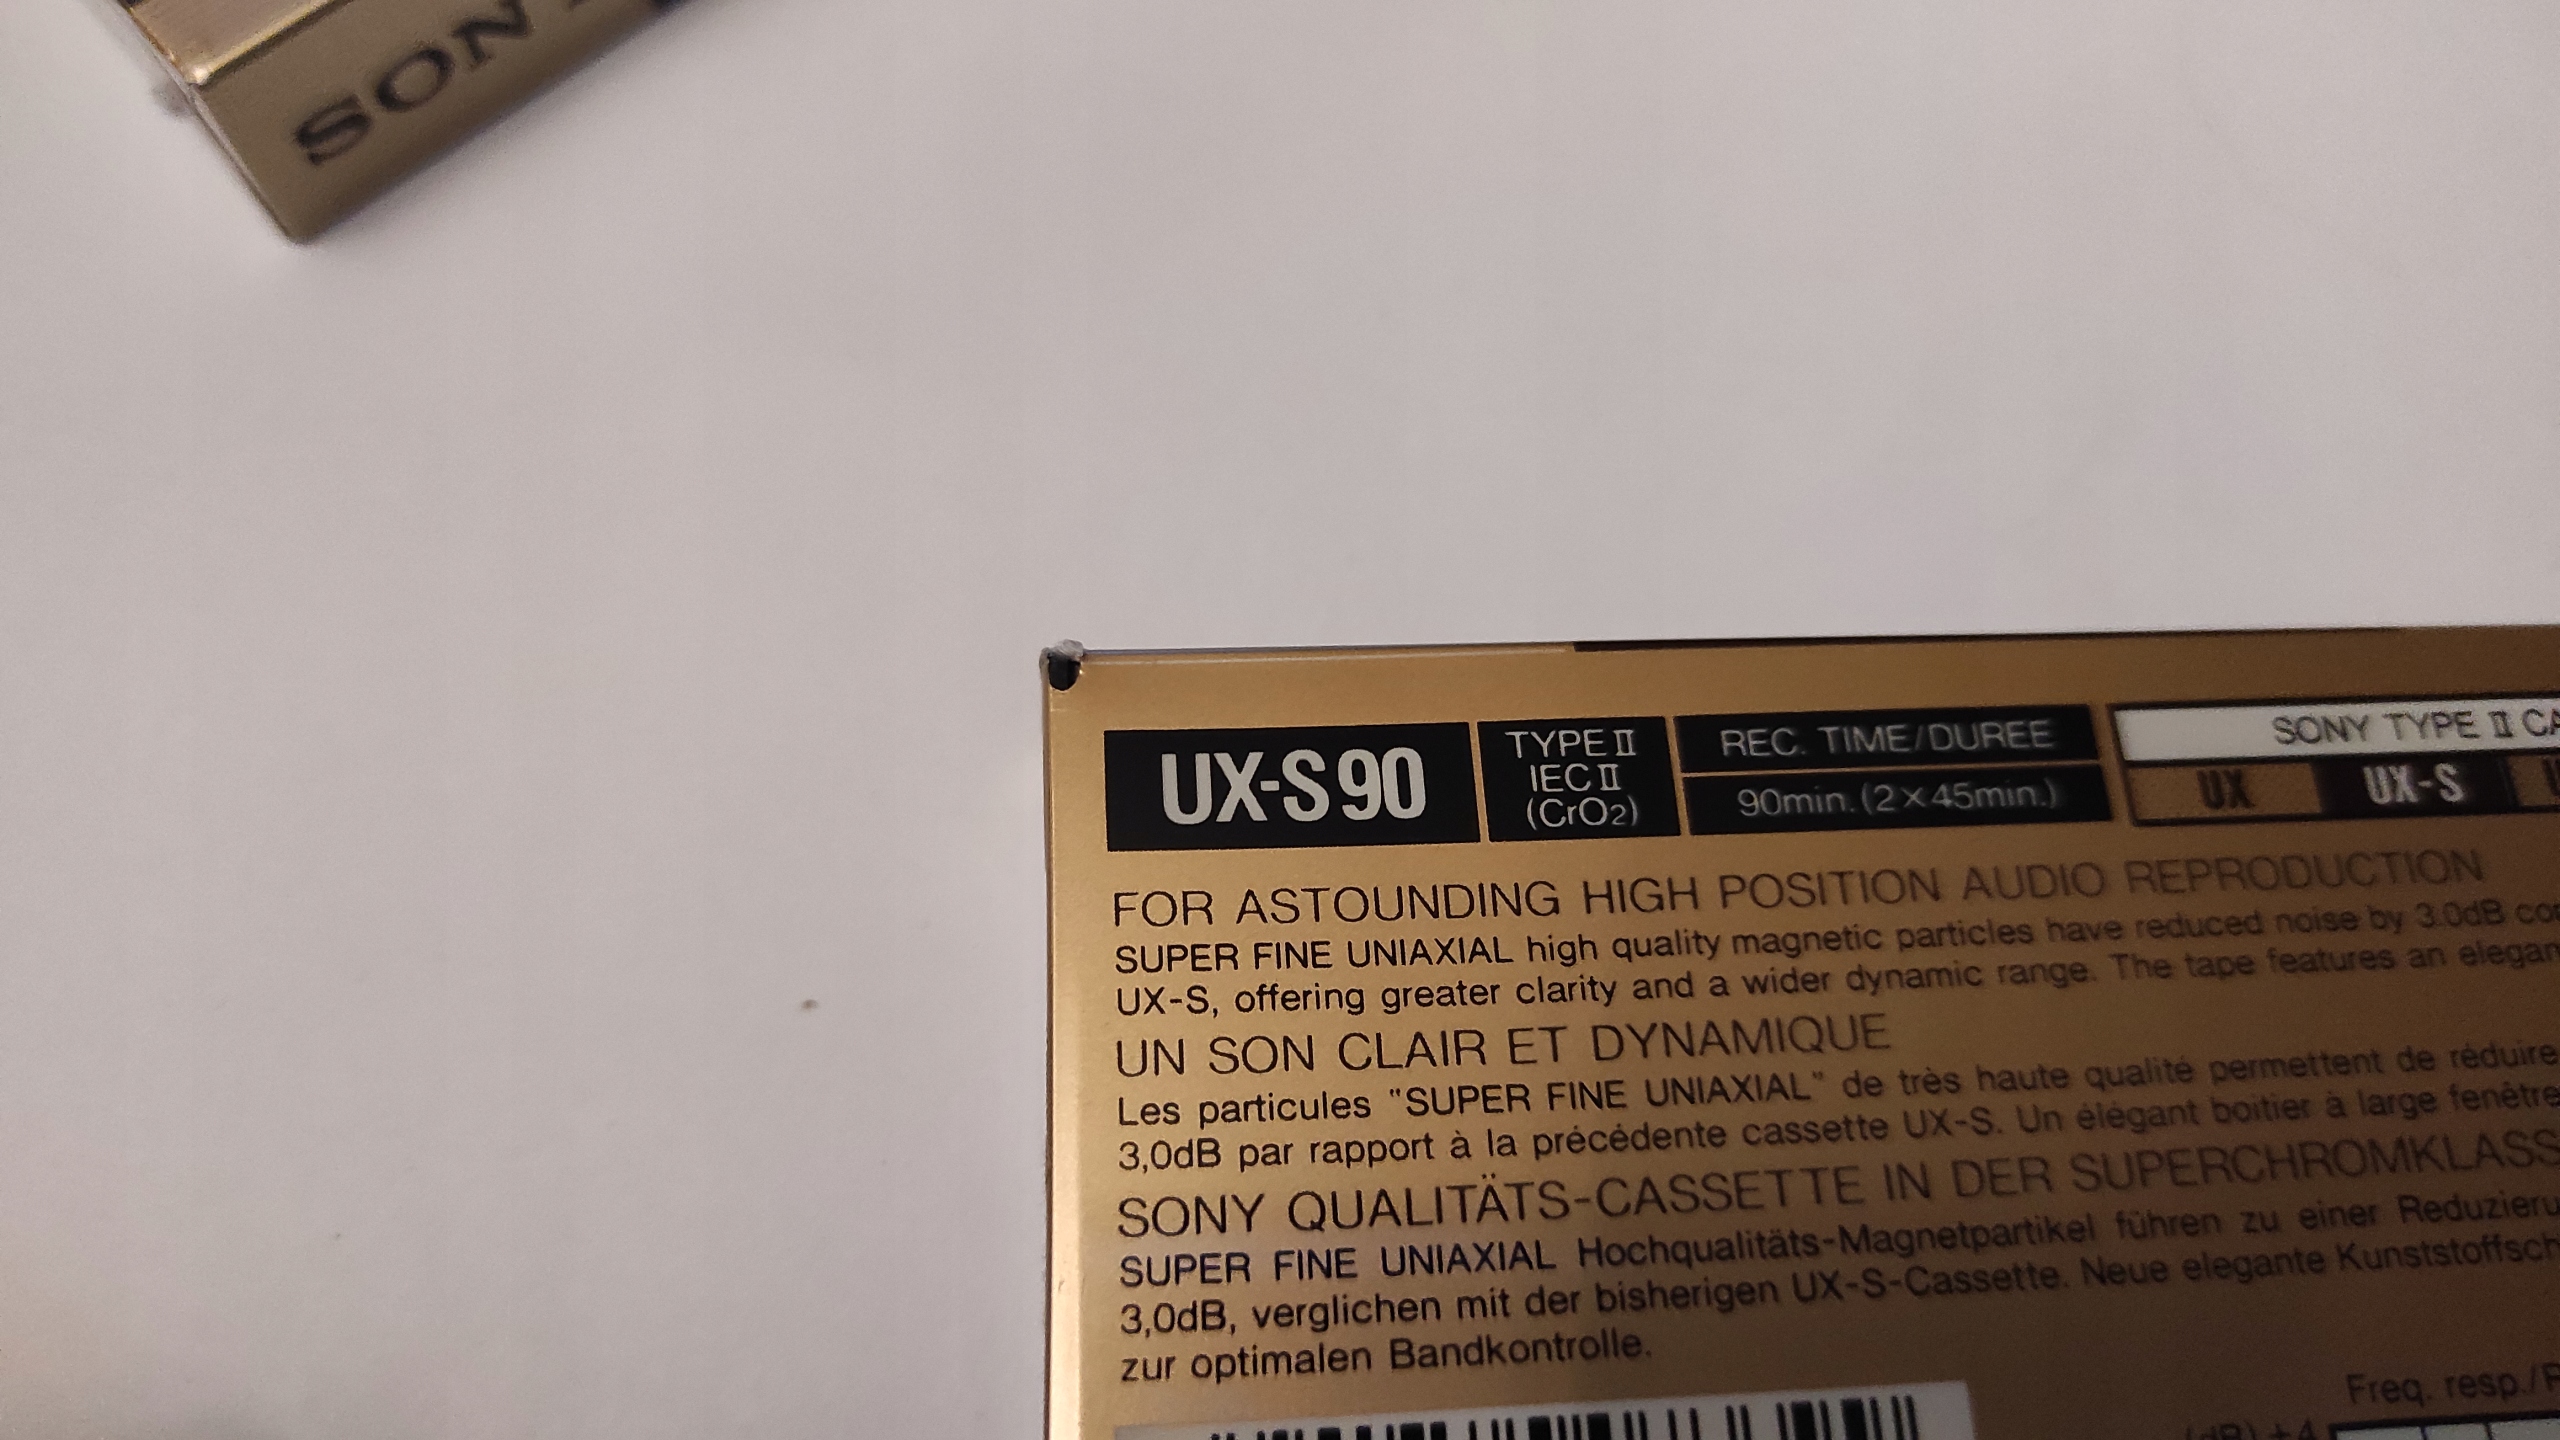 SON
UX-S 90
TYPE II
IEC II
(CrO2)
REC. TIME/DUREE
90min. (2×45min.)
SONY TYPE II CA
UX UX-S
FOR ASTOUNDING HIGH POSITION AUDIO REPRODUCTION
SUPER FINE UNIAXIAL high quality magnetic particles have reduced noise by 3.0dB co
UX-S, offering greater clarity and a wider dynamic range. The tape features an elegan
UN SON CLAIR ET DYNAMIQUE
Les particules "SUPER FINE UNIAXIAL" de très haute qualité permettent de réduire
3,0dB par rapport à la précédente cassette UX-S. Un élégant boitier à large fenêtre
SONY QUALITÄTS-CASSETTE IN DER SUPERCHROMKLASS
SUPER FINE UNIAXIAL Hochqualitäts-Magnetpartikel führen zu einer Reduzieru
3,0dB, verglichen mit der bisherigen UX-S-Cassette. Neue elegante Kunststoffsch
zur optimalen Bandkontrolle.
Freq. resp./
(dB) +4